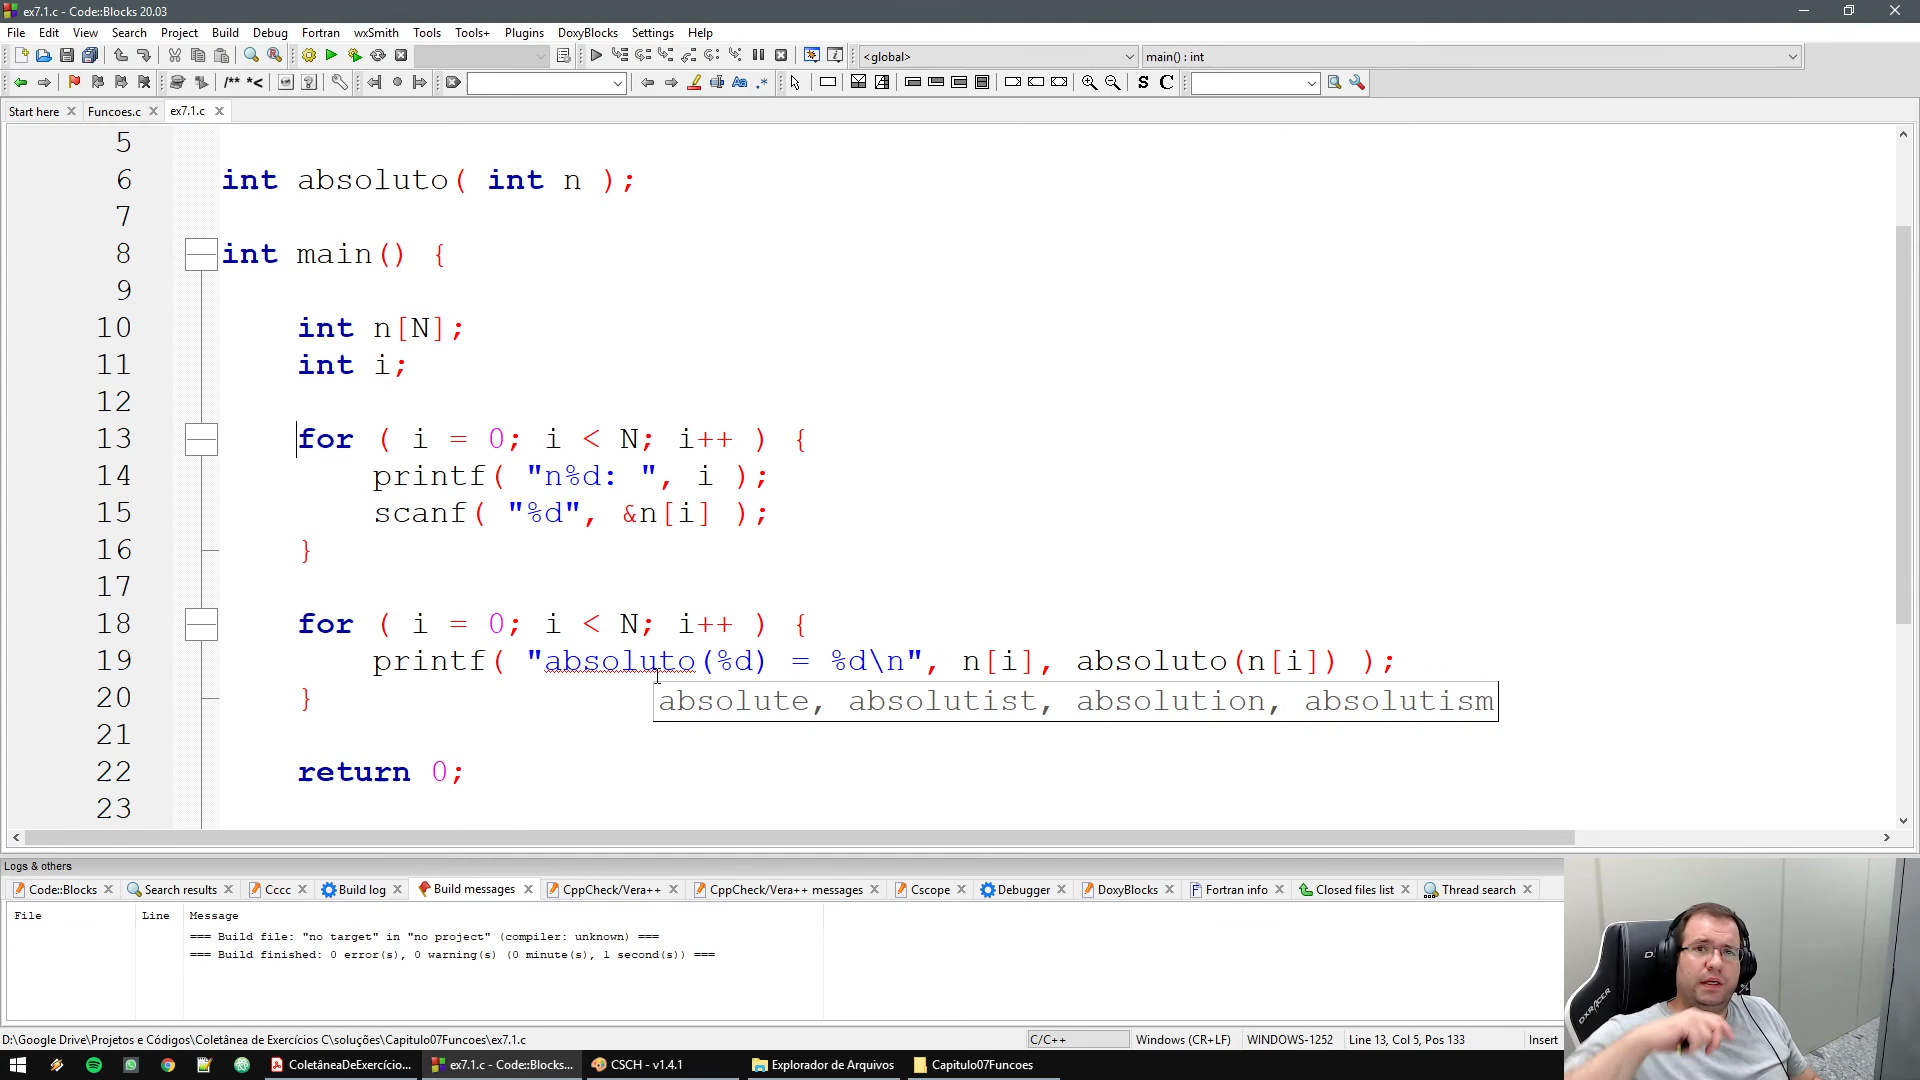 ex7.1.c - Code::Blocks 20.03
File Edit View Search Project Build Debug Fortran wxSmith Tools Tools+ Plugins DoxyBlocks Settings Help
<global> main() : int
/** *< Aa .* S C
Start here Funcoes.c ex7.1.c
5
6 int absoluto( int n );
7
8 int main() {
9
10 int n[N];
11 int i;
12
13 for ( i = 0; i < N; i++ ) {
14 printf( "n%d: ", i );
15 scanf( "%d", &n[i] );
16 }
17
18 for ( i = 0; i < N; i++ ) {
19 printf( "absoluto(%d) = %d\n", n[i], absoluto(n[i]) );
20 }
absolute, absolutist, absolution, absolutism
21
22 return 0;
23
Logs & others
Code::Blocks Search results Cccc Build log Build messages CppCheck/Vera++ CppCheck/Vera++ messages Cscope Debugger DoxyBlocks Fortran info Closed files list Thread search
File Line Message
=== Build file: "no target" in "no project" (compiler: unknown) ===
=== Build finished: 0 error(s), 0 warning(s) (0 minute(s), 1 second(s)) ===
DXRACER
D:\Google Drive\Projetos e Códigos\Coletânea de Exercícios C\soluções\Capitulo07Funcoes\ex7.1.c C/C++ Windows (CR+LF) WINDOWS-1252 Line 13, Col 5, Pos 133 Insert
ColetâneaDeExercício... ex7.1.c - Code::Blocks... CSCH - v1.4.1 Explorador de Arquivos Capitulo07Funcoes